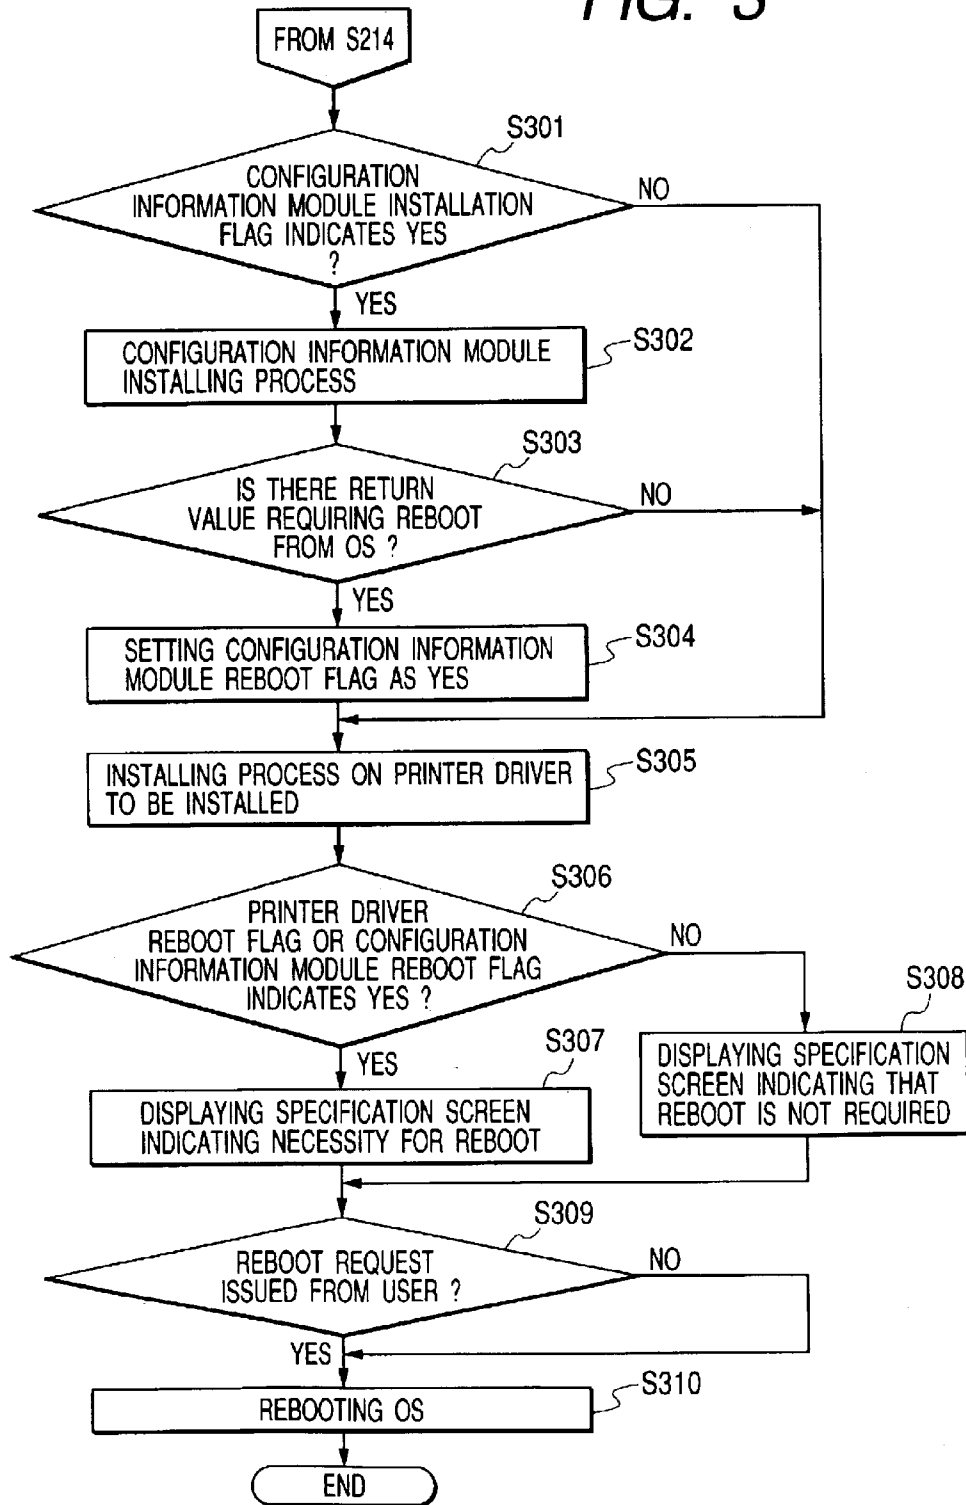 FIG. 3
FROM S214
S301
CONFIGURATION
INFORMATION MODULE INSTALLATION
FLAG INDICATES YES
?
NO
YES
S302
CONFIGURATION INFORMATION MODULE
INSTALLING PROCESS
S303
IS THERE RETURN
VALUE REQUIRING REBOOT
FROM OS ?
NO
YES
S304
SETTING CONFIGURATION INFORMATION
MODULE REBOOT FLAG AS YES
S305
INSTALLING PROCESS ON PRINTER DRIVER
TO BE INSTALLED
S306
PRINTER DRIVER
REBOOT FLAG OR CONFIGURATION
INFORMATION MODULE REBOOT FLAG
INDICATES YES ?
NO
YES
S307
DISPLAYING SPECIFICATION SCREEN
INDICATING NECESSITY FOR REBOOT
S308
DISPLAYING SPECIFICATION
SCREEN INDICATING THAT
REBOOT IS NOT REQUIRED
S309
REBOOT REQUEST
ISSUED FROM USER ?
NO
YES
S310
REBOOTING OS
END